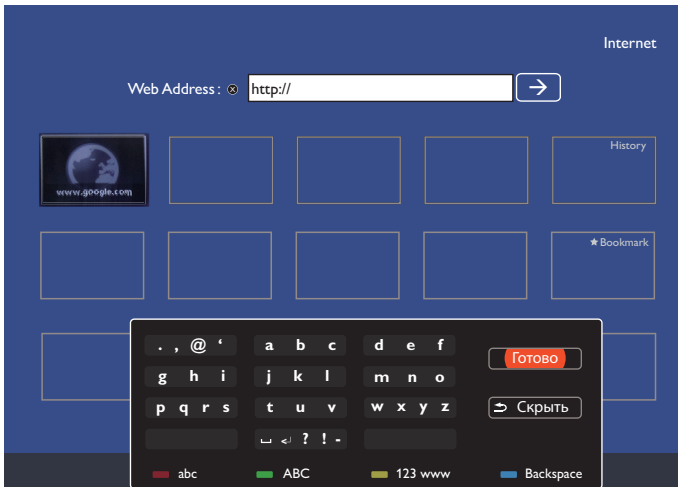 Internet
Web Address : http://
www.google.com
History
★Bookmark
. , @ ‘ a b c d e f
Готово
g h i j k l m n o
p q r s t u v w x y z
Скрыть
␣ ↲ ? ! -
abc ABC 123 www Backspace